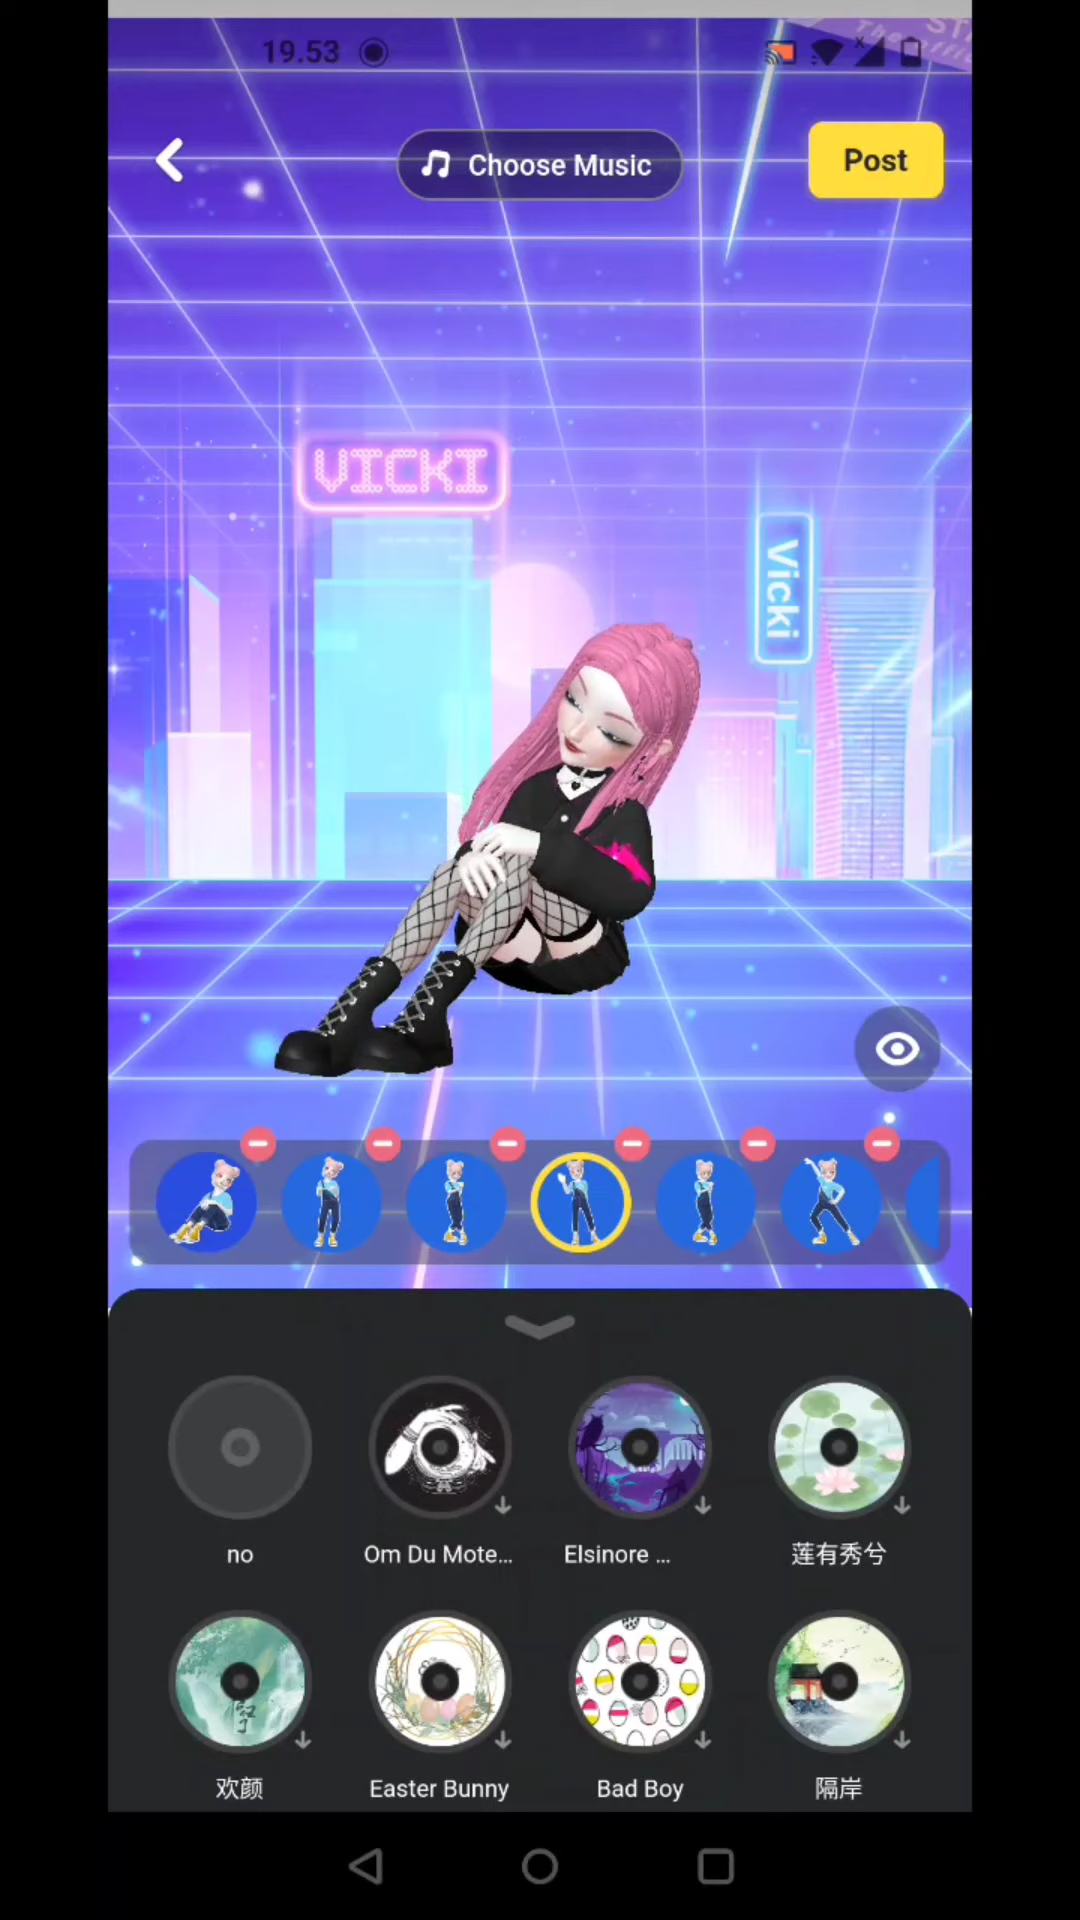 19.53
Choose Music
Post
VICKI
Vicki
no
Om Du Mote...
Elsinore ...
莲有秀兮
欢颜
Easter Bunny
Bad Boy
隔岸